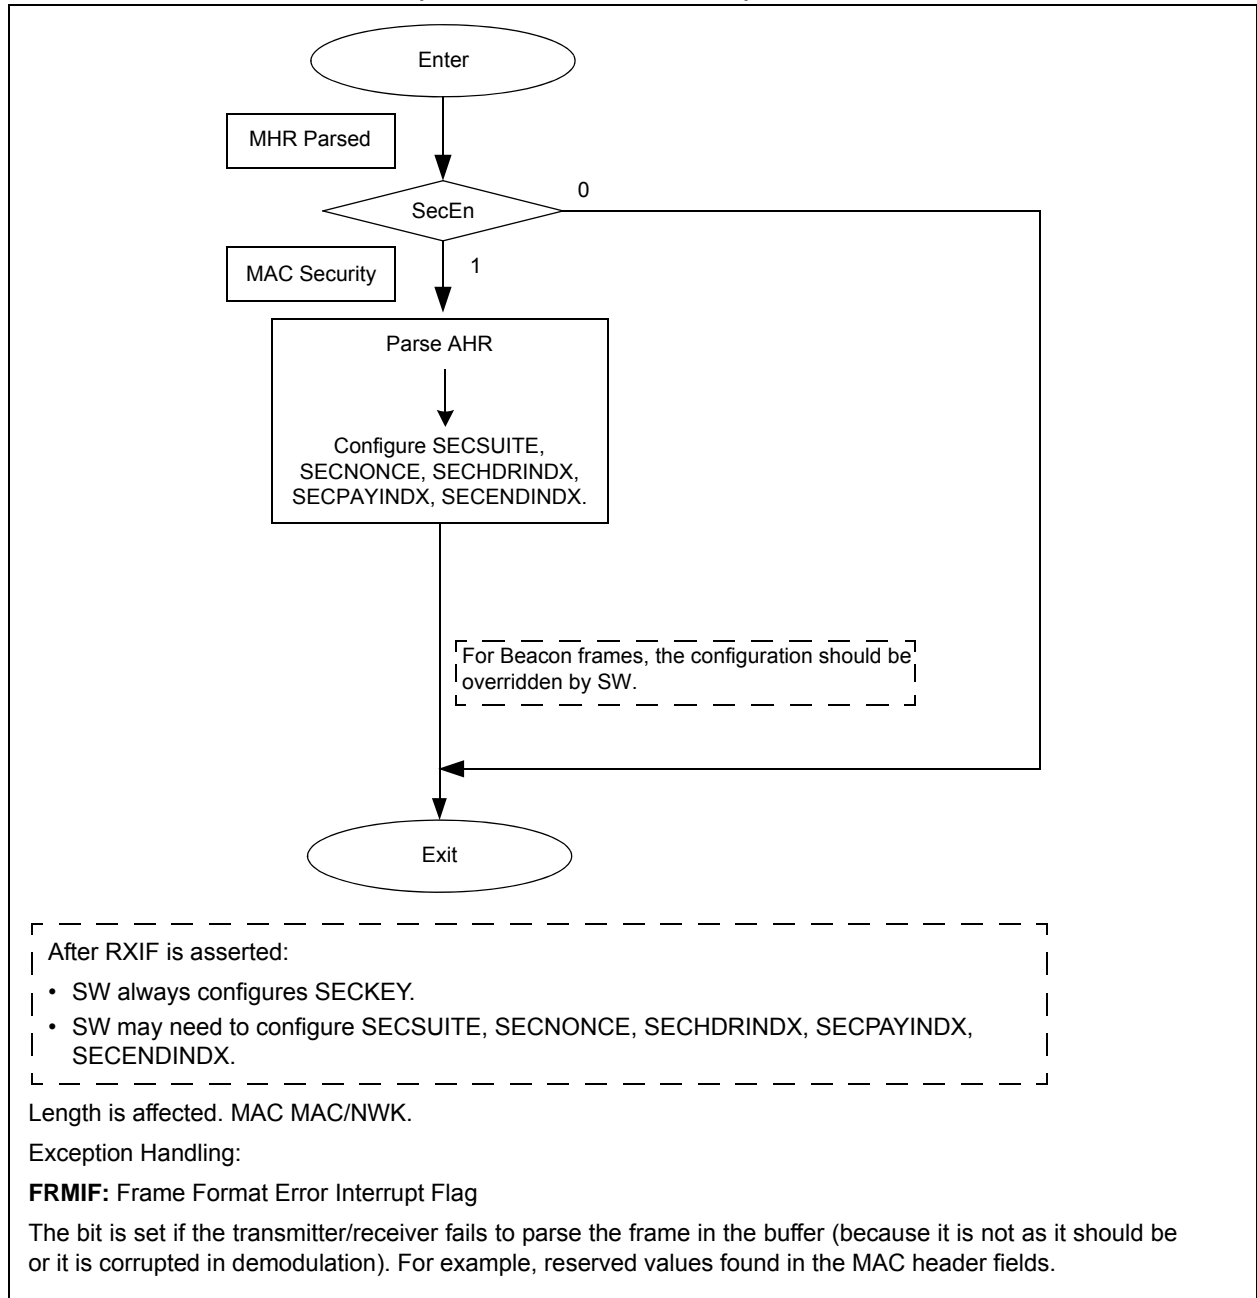 Enter
MHR Parsed
0
SecEn
MAC Security
1
Parse AHR
Configure SECSUITE,
SECNONCE, SECHDRINDX,
SECPAYINDX, SECENDINDX.
For Beacon frames, the configuration should be
overridden by SW.
Exit
After RXIF is asserted:
• SW always configures SECKEY.
• SW may need to configure SECSUITE, SECNONCE, SECHDRINDX, SECPAYINDX,
SECENDINDX.
Length is affected. MAC MAC/NWK.
Exception Handling:
FRMIF: Frame Format Error Interrupt Flag
The bit is set if the transmitter/receiver fails to parse the frame in the buffer (because it is not as it should be
or it is corrupted in demodulation). For example, reserved values found in the MAC header fields.